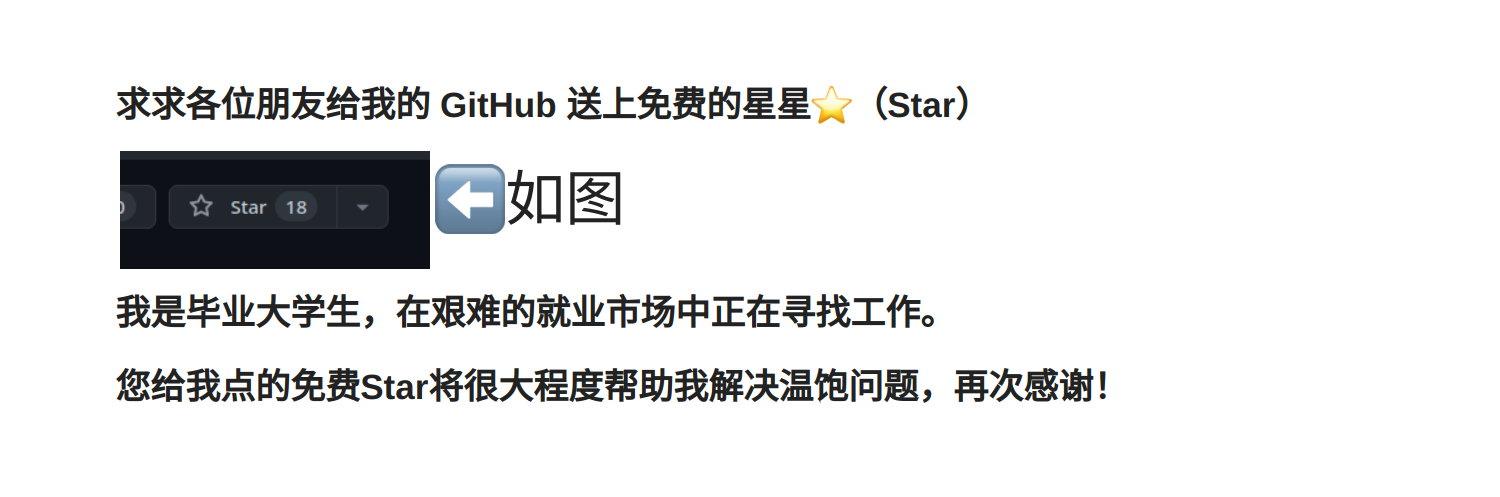 求求各位朋友给我的 GitHub 送上免费的星星⭐（Star）
Star 18 ⬅️如图
我是毕业大学生，在艰难的就业市场中正在寻找工作。
您给我点的免费Star将很大程度帮助我解决温饱问题，再次感谢！